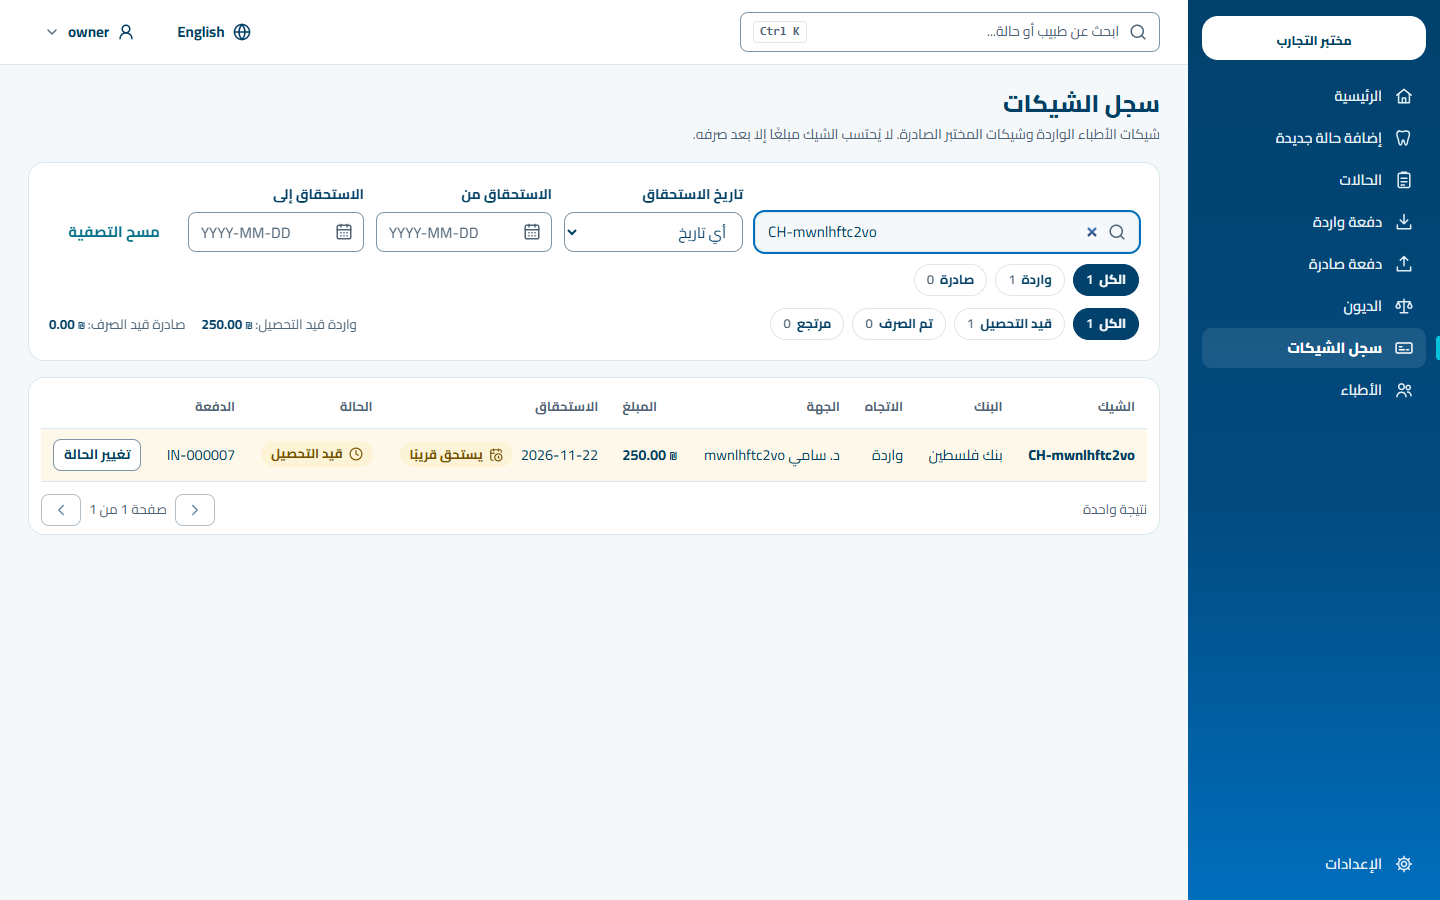 مختبر التجارب
الرئيسية
إضافة حالة جديدة
الحالات
دفعة واردة
دفعة صادرة
الديون
سجل الشيكات
الأطباء
الإعدادات
ابحث عن طبيب أو حالة...
Ctrl K
English
owner
سجل الشيكات
شيكات الأطباء الواردة وشيكات المختبر الصادرة. لا يُحتسب الشيك مبلغًا إلا بعد صرفه.
تاريخ الاستحقاق
الاستحقاق من
الاستحقاق إلى
CH-mwnlhftc2vo
أي تاريخ
YYYY-MM-DD
YYYY-MM-DD
مسح التصفية
الكل 1
واردة 1
صادرة 0
الكل 1
قيد التحصيل 1
تم الصرف 0
مرتجع 0
واردة قيد التحصيل: ₪ 250.00
صادرة قيد الصرف: ₪ 0.00
الشيك البنك الاتجاه الجهة المبلغ الاستحقاق الحالة الدفعة
CH-mwnlhftc2vo بنك فلسطين واردة د. سامي mwnlhftc2vo ₪ 250.00 2026-11-22 يستحق قريبًا قيد التحصيل IN-000007 تغيير الحالة
نتيجة واحدة
صفحة 1 من 1